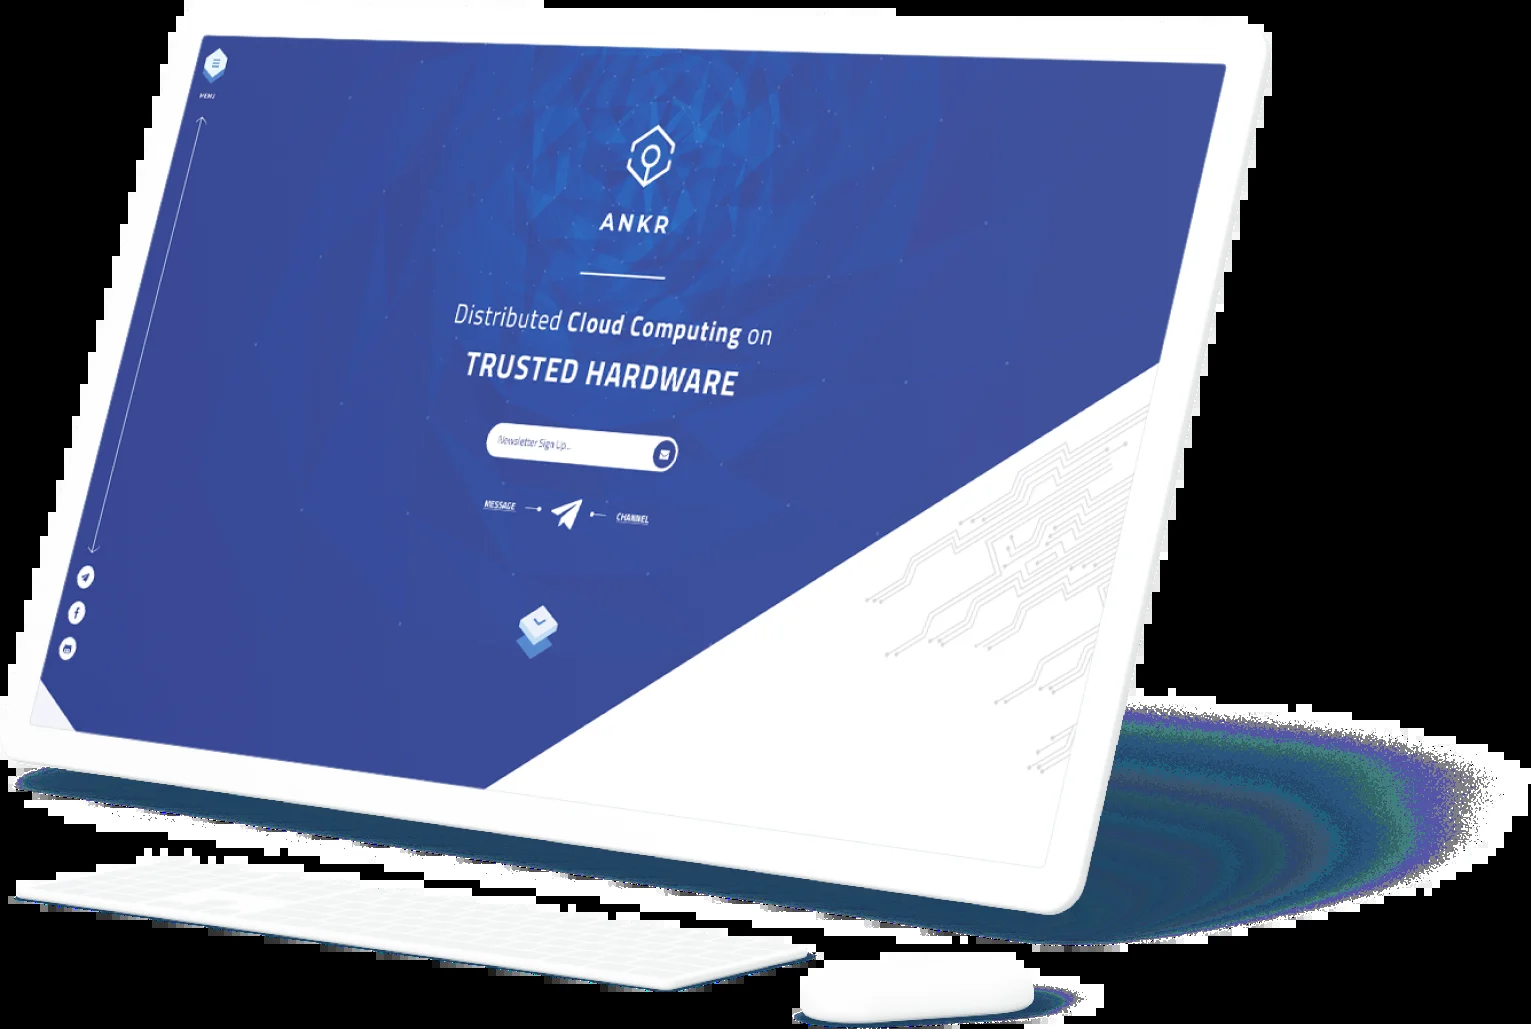 MENU
ANKR
Distributed Cloud Computing on
TRUSTED HARDWARE
Newsletter Sign Up...
MESSAGE
CHANNEL